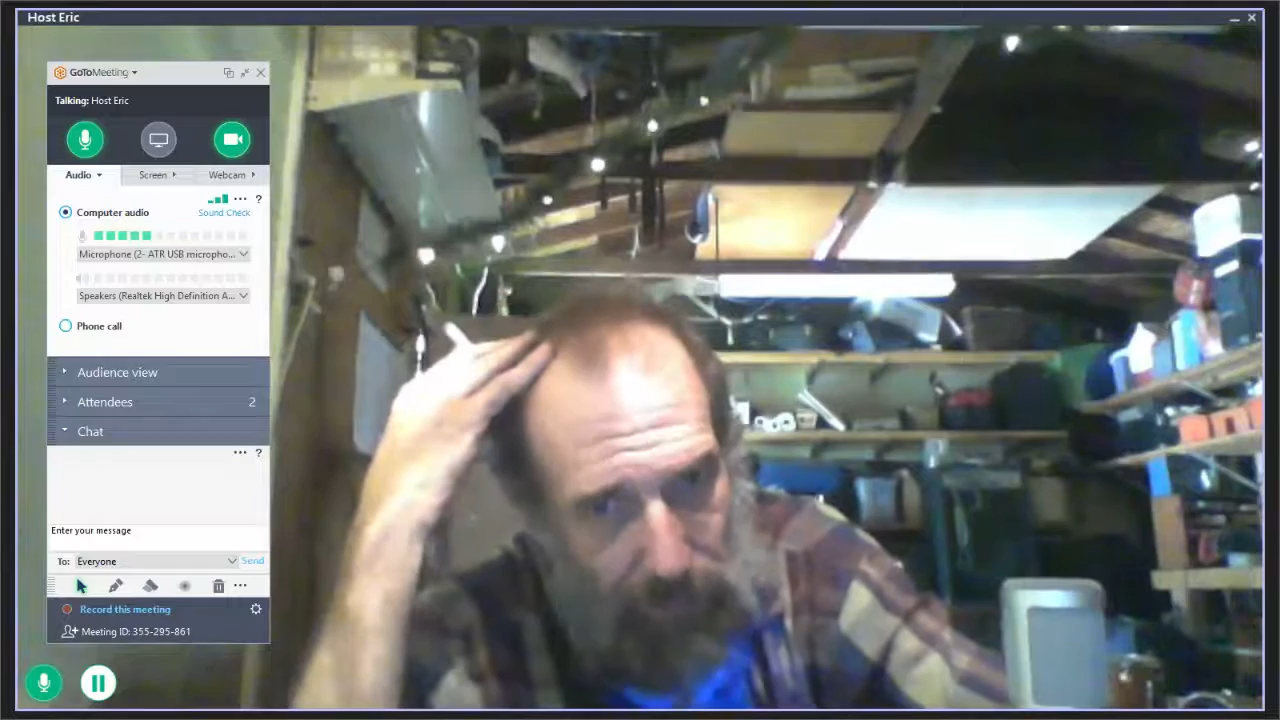 Host Eric
GoToMeeting
Talking: Host Eric
Audio Screen Webcam
?
Computer audio Sound Check
Microphone (2- ATR USB micropho...
Speakers (Realtek High Definition A...
Phone call
Audience view
Attendees 2
Chat
?
Enter your message
To: Everyone Send
Record this meeting
Meeting ID: 355-295-861